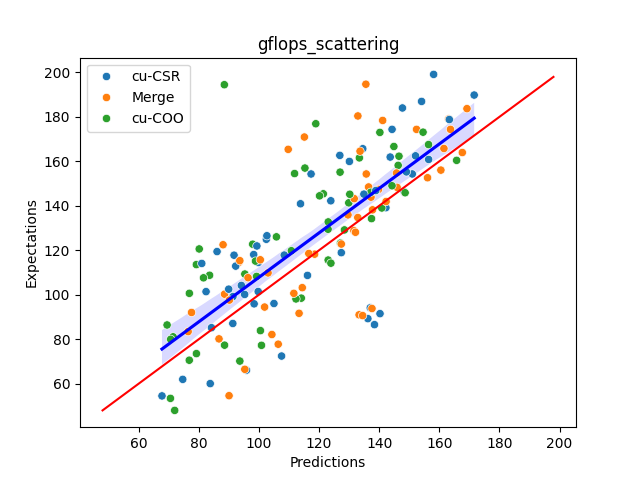 gflops_scattering
cu-CSR
Merge
cu-COO
Expectations
200
180
160
140
120
100
80
60
60 80 100 120 140 160 180 200
Predictions